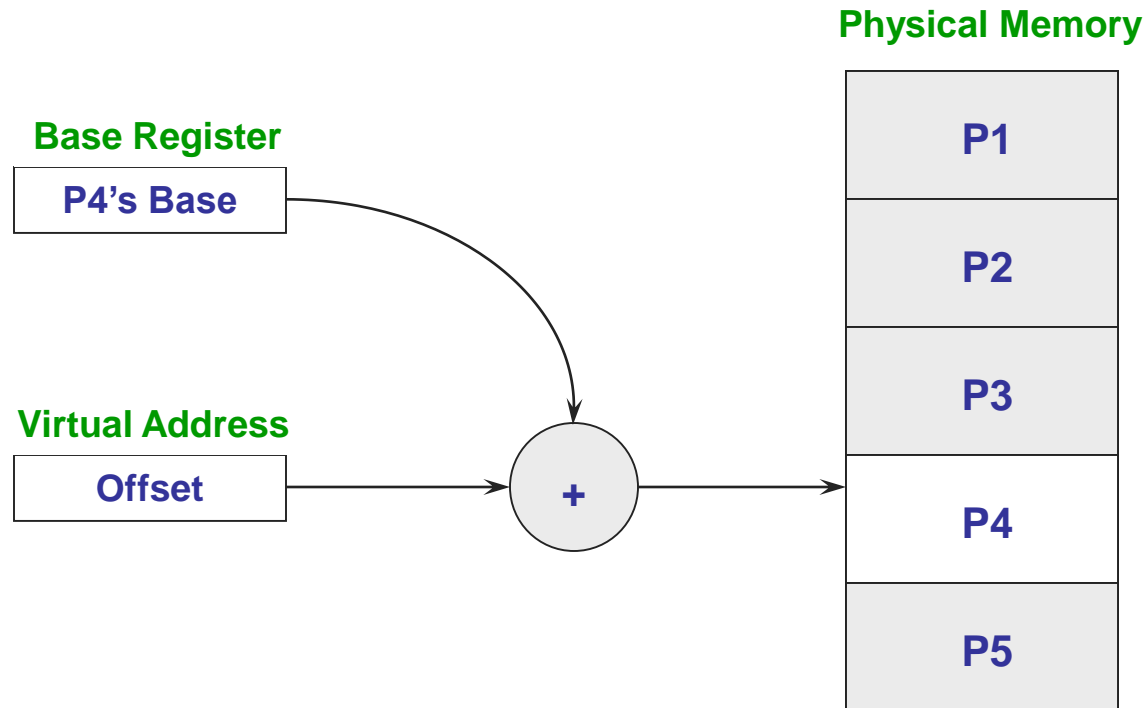 Physical Memory
Base Register
P4’s Base
Virtual Address
Offset
+
P1
P2
P3
P4
P5